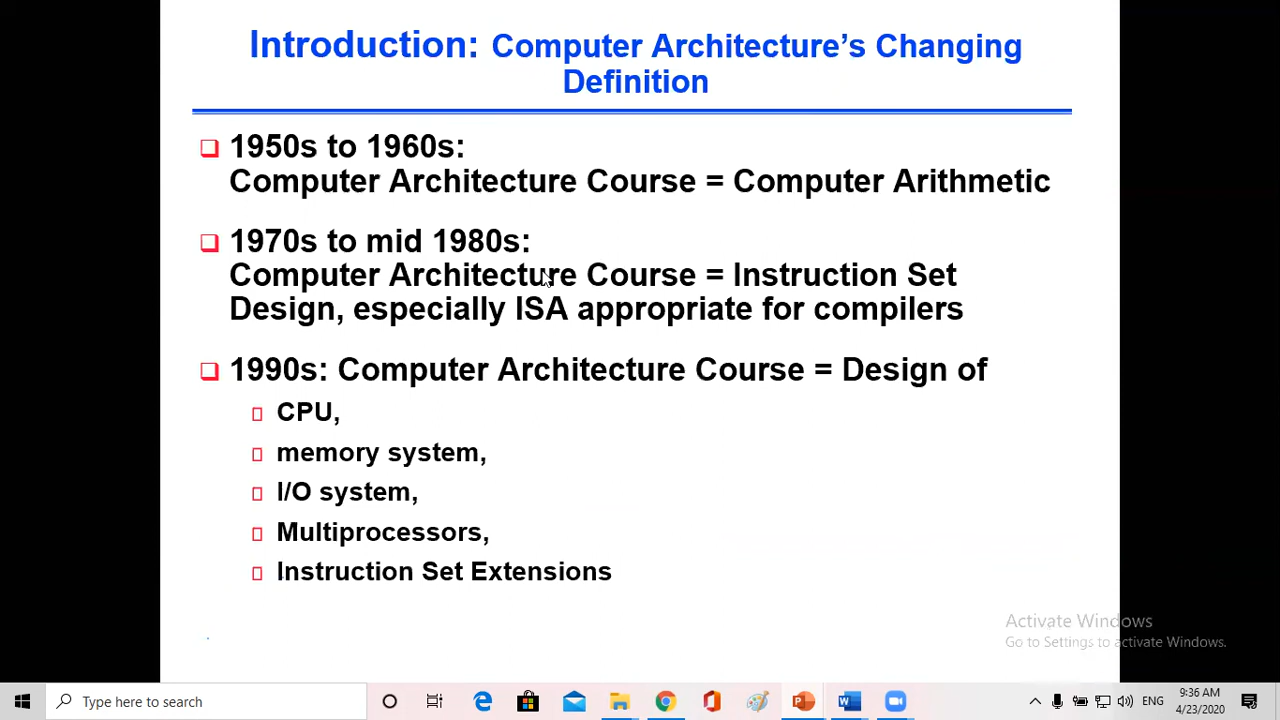 Introduction: Computer Architecture’s Changing
Definition
1950s to 1960s:
Computer Architecture Course = Computer Arithmetic
1970s to mid 1980s:
Computer Architecture Course = Instruction Set
Design, especially ISA appropriate for compilers
1990s: Computer Architecture Course = Design of
CPU,
memory system,
I/O system,
Multiprocessors,
Instruction Set Extensions
Activate Windows
Go to Settings to activate Windows.
Type here to search
ENG
9:36 AM
4/23/2020